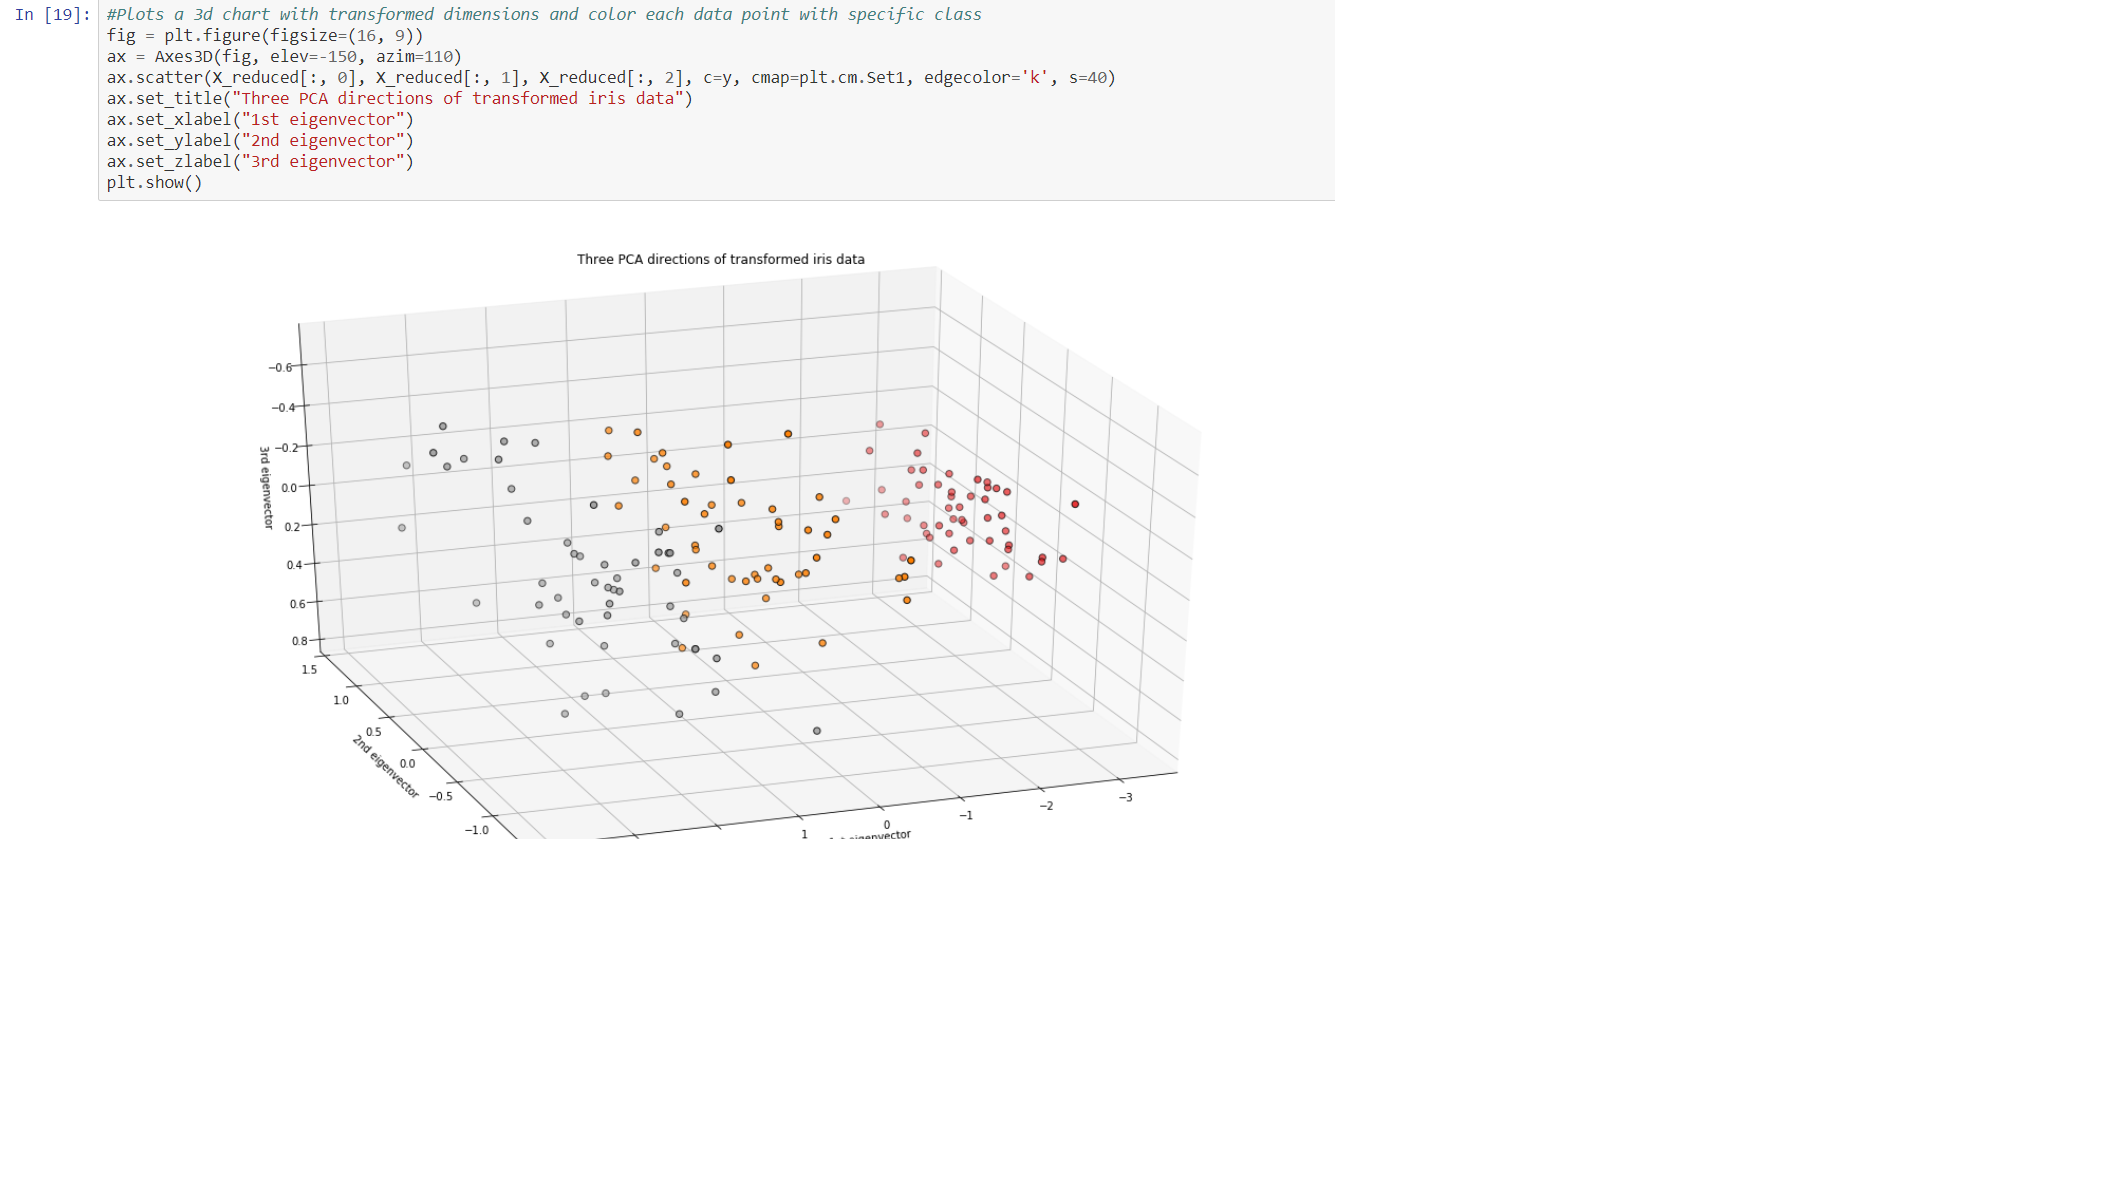 In [19]:
#Plots a 3d chart with transformed dimensions and color each data point with specific class
fig = plt.figure(figsize=(16, 9))
ax = Axes3D(fig, elev=-150, azim=110)
ax.scatter(X_reduced[:, 0], X_reduced[:, 1], X_reduced[:, 2], c=y, cmap=plt.cm.Set1, edgecolor='k', s=40)
ax.set_title("Three PCA directions of transformed iris data")
ax.set_xlabel("1st eigenvector")
ax.set_ylabel("2nd eigenvector")
ax.set_zlabel("3rd eigenvector")
plt.show()
Three PCA directions of transformed iris data
−0.6
−0.4
−0.2
0.0
0.2
0.4
0.6
0.8
3rd eigenvector
1.5
1.0
0.5
0.0
−0.5
−1.0
2nd eigenvector
1
0
−1
−2
−3
eigenvector